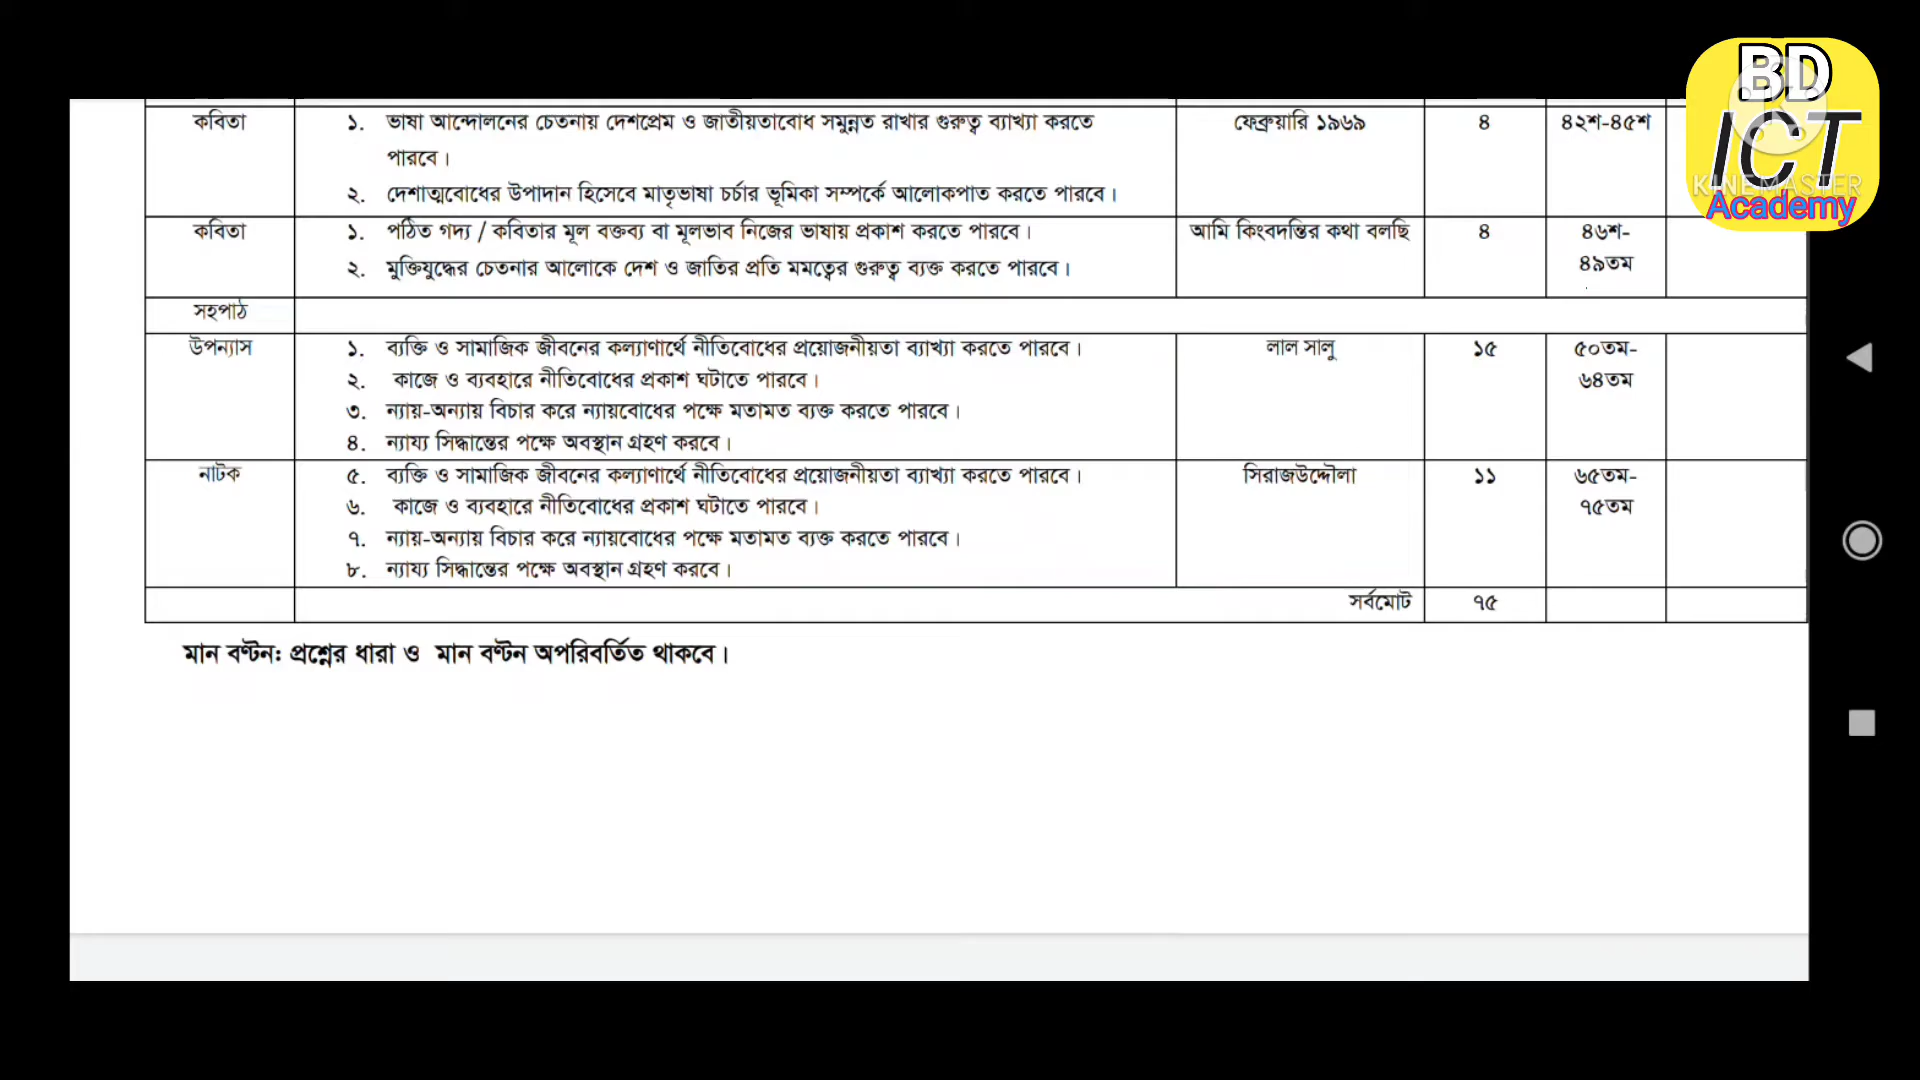 BD
ICT
KINEMASTER
Academy
কবিতা ১. ভাষা আন্দোলনের চেতনায় দেশপ্রেম ও জাতীয়তাবোধ সমুন্নত রাখার গুরুত্ব ব্যাখ্যা করতে ফেব্রুয়ারি ১৯৬৯ ৪ ৪২শ-৪৫শ
পারবে।
২. দেশাত্মবোধের উপাদান হিসেবে মাতৃভাষা চর্চার ভূমিকা সম্পর্কে আলোকপাত করতে পারবে।
কবিতা ১. পঠিত গদ্য / কবিতার মূল বক্তব্য বা মূলভাব নিজের ভাষায় প্রকাশ করতে পারবে। আমি কিংবদন্তির কথা বলছি ৪ ৪৬শ-
২. মুক্তিযুদ্ধের চেতনার আলোকে দেশ ও জাতির প্রতি মমত্বের গুরুত্ব ব্যক্ত করতে পারবে। ৪৯তম
সহপাঠ
উপন্যাস ১. ব্যক্তি ও সামাজিক জীবনের কল্যাণার্থে নীতিবোধের প্রয়োজনীয়তা ব্যাখ্যা করতে পারবে। লাল সালু ১৫ ৫০তম-
২. কাজে ও ব্যবহারে নীতিবোধের প্রকাশ ঘটাতে পারবে। ৬৪তম
৩. ন্যায়-অন্যায় বিচার করে ন্যায়বোধের পক্ষে মতামত ব্যক্ত করতে পারবে।
৪. ন্যায্য সিদ্ধান্তের পক্ষে অবস্থান গ্রহণ করবে।
নাটক ৫. ব্যক্তি ও সামাজিক জীবনের কল্যাণার্থে নীতিবোধের প্রয়োজনীয়তা ব্যাখ্যা করতে পারবে। সিরাজউদ্দৌলা ১১ ৬৫তম-
৬. কাজে ও ব্যবহারে নীতিবোধের প্রকাশ ঘটাতে পারবে। ৭৫তম
৭. ন্যায়-অন্যায় বিচার করে ন্যায়বোধের পক্ষে মতামত ব্যক্ত করতে পারবে।
৮. ন্যায্য সিদ্ধান্তের পক্ষে অবস্থান গ্রহণ করবে।
সর্বমোট ৭৫
মান বণ্টন: প্রশ্নের ধারা ও মান বণ্টন অপরিবর্তিত থাকবে।